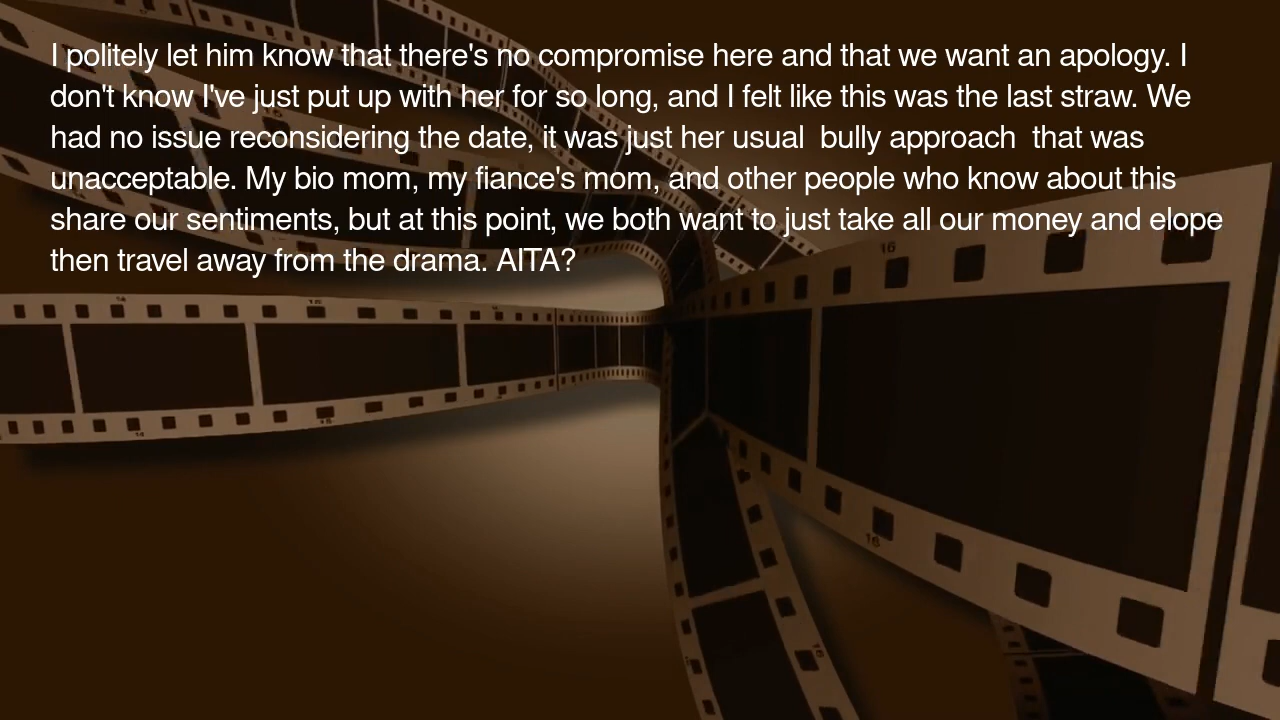 I politely let him know that there's no compromise here and that we want an apology. I
don't know I've just put up with her for so long, and I felt like this was the last straw. We
had no issue reconsidering the date, it was just her usual  bully approach  that was
unacceptable. My bio mom, my fiance's mom, and other people who know about this
share our sentiments, but at this point, we both want to just take all our money and elope
then travel away from the drama. AITA?